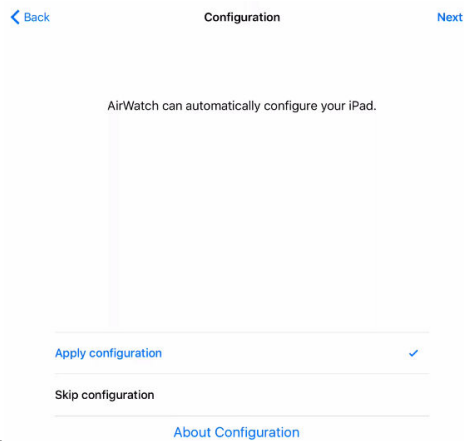 Back
Configuration
Next
AirWatch can automatically configure your iPad.
Apply configuration
Skip configuration
About Configuration